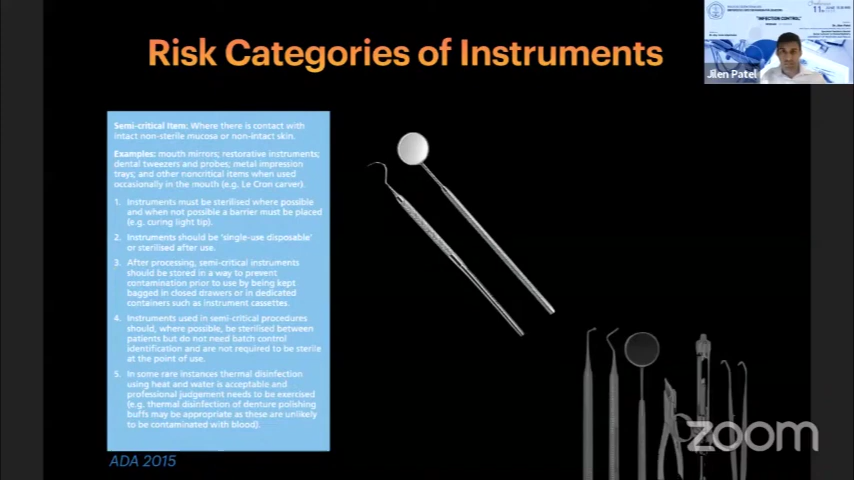 Risk Categories of Instruments
"INFECTION CONTROL"
Jilen Patel
Semi-critical Item: Where there is contact with
intact non-sterile mucosa or non-intact skin.
Examples: mouth mirrors; restorative instruments;
dental tweezers and probes; metal impression
trays; and other noncritical items when used
occasionally in the mouth (e.g. Le Cron carver).
1. Instruments must be sterilised where possible
and when not possible a barrier must be placed
(e.g. curing light tip).
2. Instruments should be 'single-use disposable'
or sterilised after use.
3. After processing, semi-critical instruments
should be stored in a way to prevent
contamination prior to use by being kept
bagged in closed drawers or in dedicated
containers such as instrument cassettes.
4. Instruments used in semi-critical procedures
should, where possible, be sterilised between
patients but do not need batch control
identification and are not required to be sterile
at the point of use.
5. In some rare instances thermal disinfection
using heat and water is acceptable and
professional judgement needs to be exercised
(e.g. thermal disinfection of denture polishing
buffs may be appropriate as these are unlikely
to be contaminated with blood).
ADA 2015
zoom